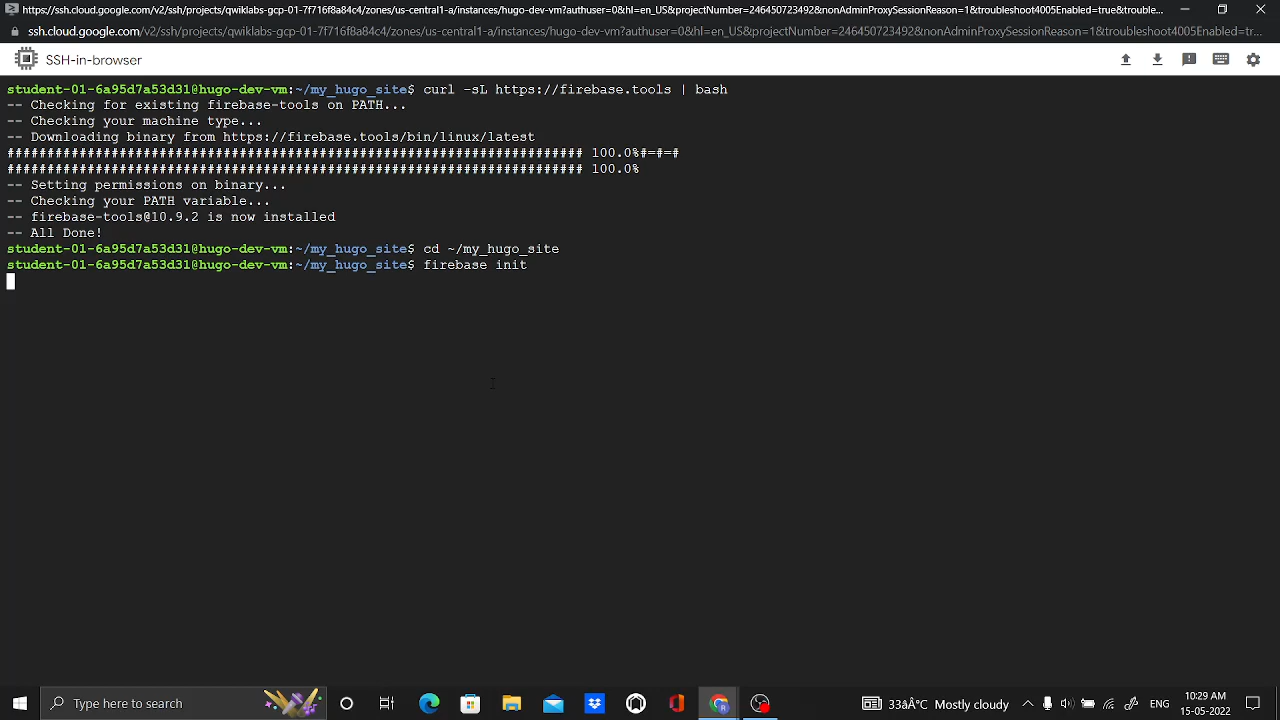 https://ssh.cloud.google.com/v2/ssh/projects/qwiklabs-gcp-01-7f716f8a84c4/zones/us-central1-a/instances/hugo-dev-vm?authuser=0&hl=en_US&projectNumber=246450723492&nonAdminProxySessionReason=1&troubleshoot4005Enabled=true&trouble...
ssh.cloud.google.com/v2/ssh/projects/qwiklabs-gcp-01-7f716f8a84c4/zones/us-central1-a/instances/hugo-dev-vm?authuser=0&hl=en_US&projectNumber=246450723492&nonAdminProxySessionReason=1&troubleshoot4005Enabled=tr...
SSH-in-browser
student-01-6a95d7a53d31@hugo-dev-vm:~/my_hugo_site$ curl -sL https://firebase.tools | bash
-- Checking for existing firebase-tools on PATH...
-- Checking your machine type...
-- Downloading binary from https://firebase.tools/bin/linux/latest
######################################################################## 100.0%#=#=#
######################################################################## 100.0%
-- Setting permissions on binary...
-- Checking your PATH variable...
-- firebase-tools@10.9.2 is now installed
-- All Done!
student-01-6a95d7a53d31@hugo-dev-vm:~/my_hugo_site$ cd ~/my_hugo_site
student-01-6a95d7a53d31@hugo-dev-vm:~/my_hugo_site$ firebase init
Type here to search
33âÂ°C Mostly cloudy
ENG
10:29 AM
15-05-2022